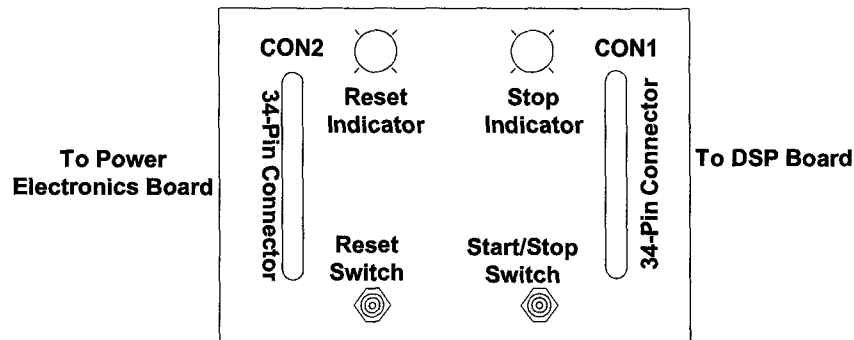 CON2
CON1
Reset
Indicator
Stop
Indicator
34-Pin Connector
34-Pin Connector
To Power
Electronics Board
To DSP Board
Reset
Switch
Start/Stop
Switch